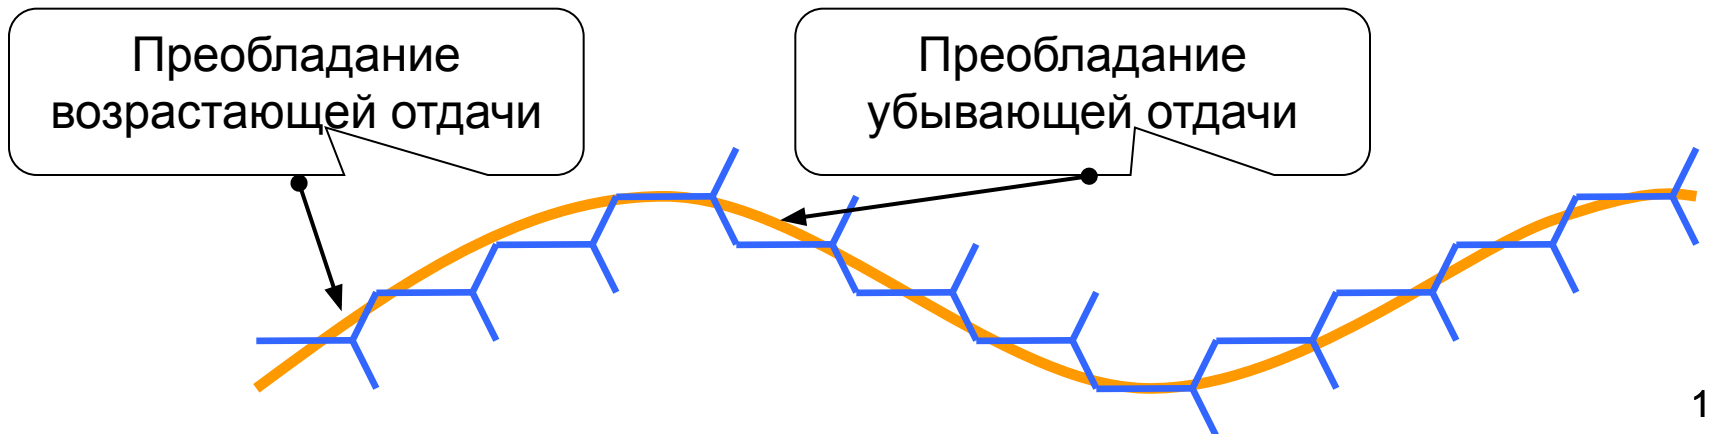 Преобладание
возрастающей отдачи
Преобладание
убывающей отдачи
1